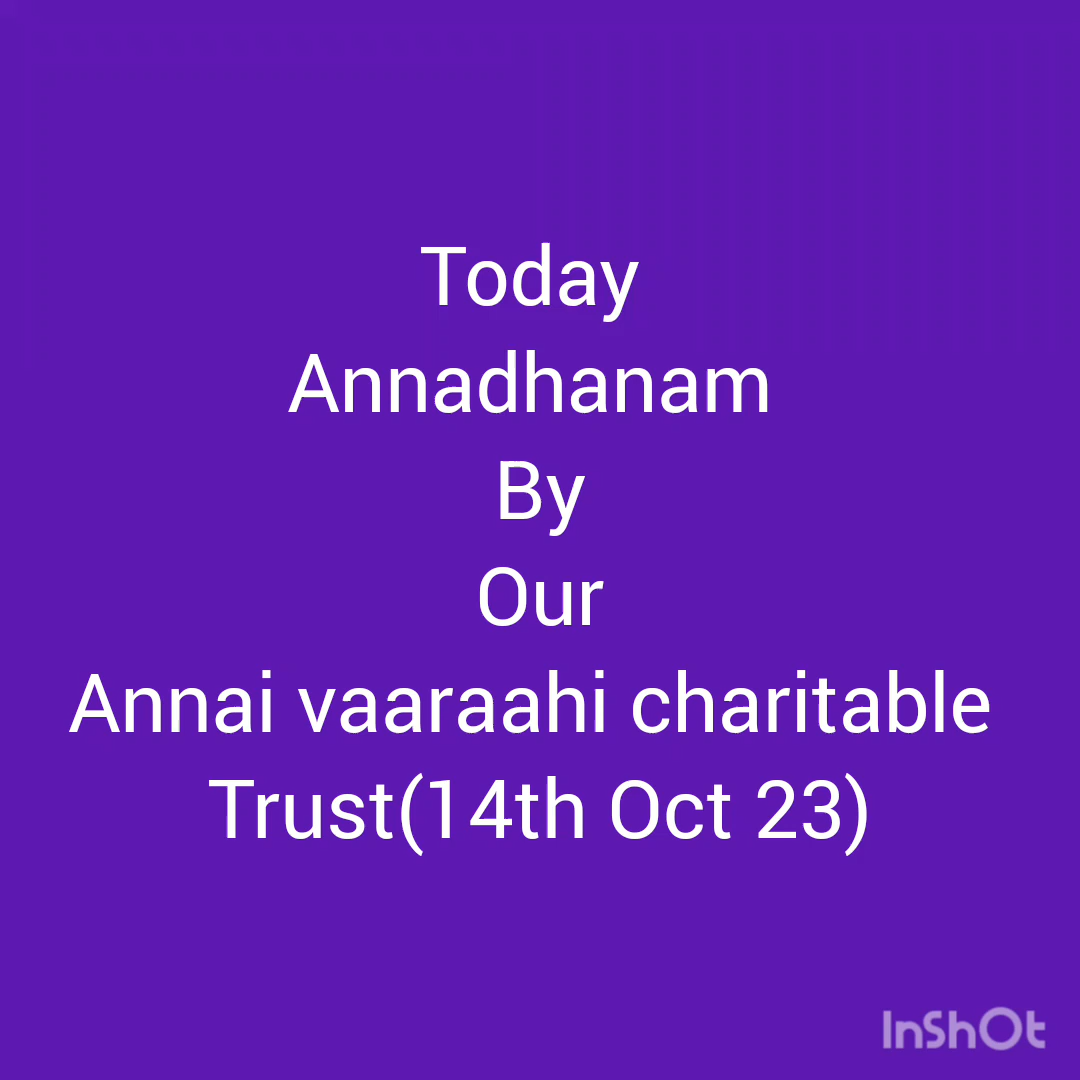 Today
Annadhanam
By
Our
Annai vaaraahi charitable
Trust(14th Oct 23)
InShOt